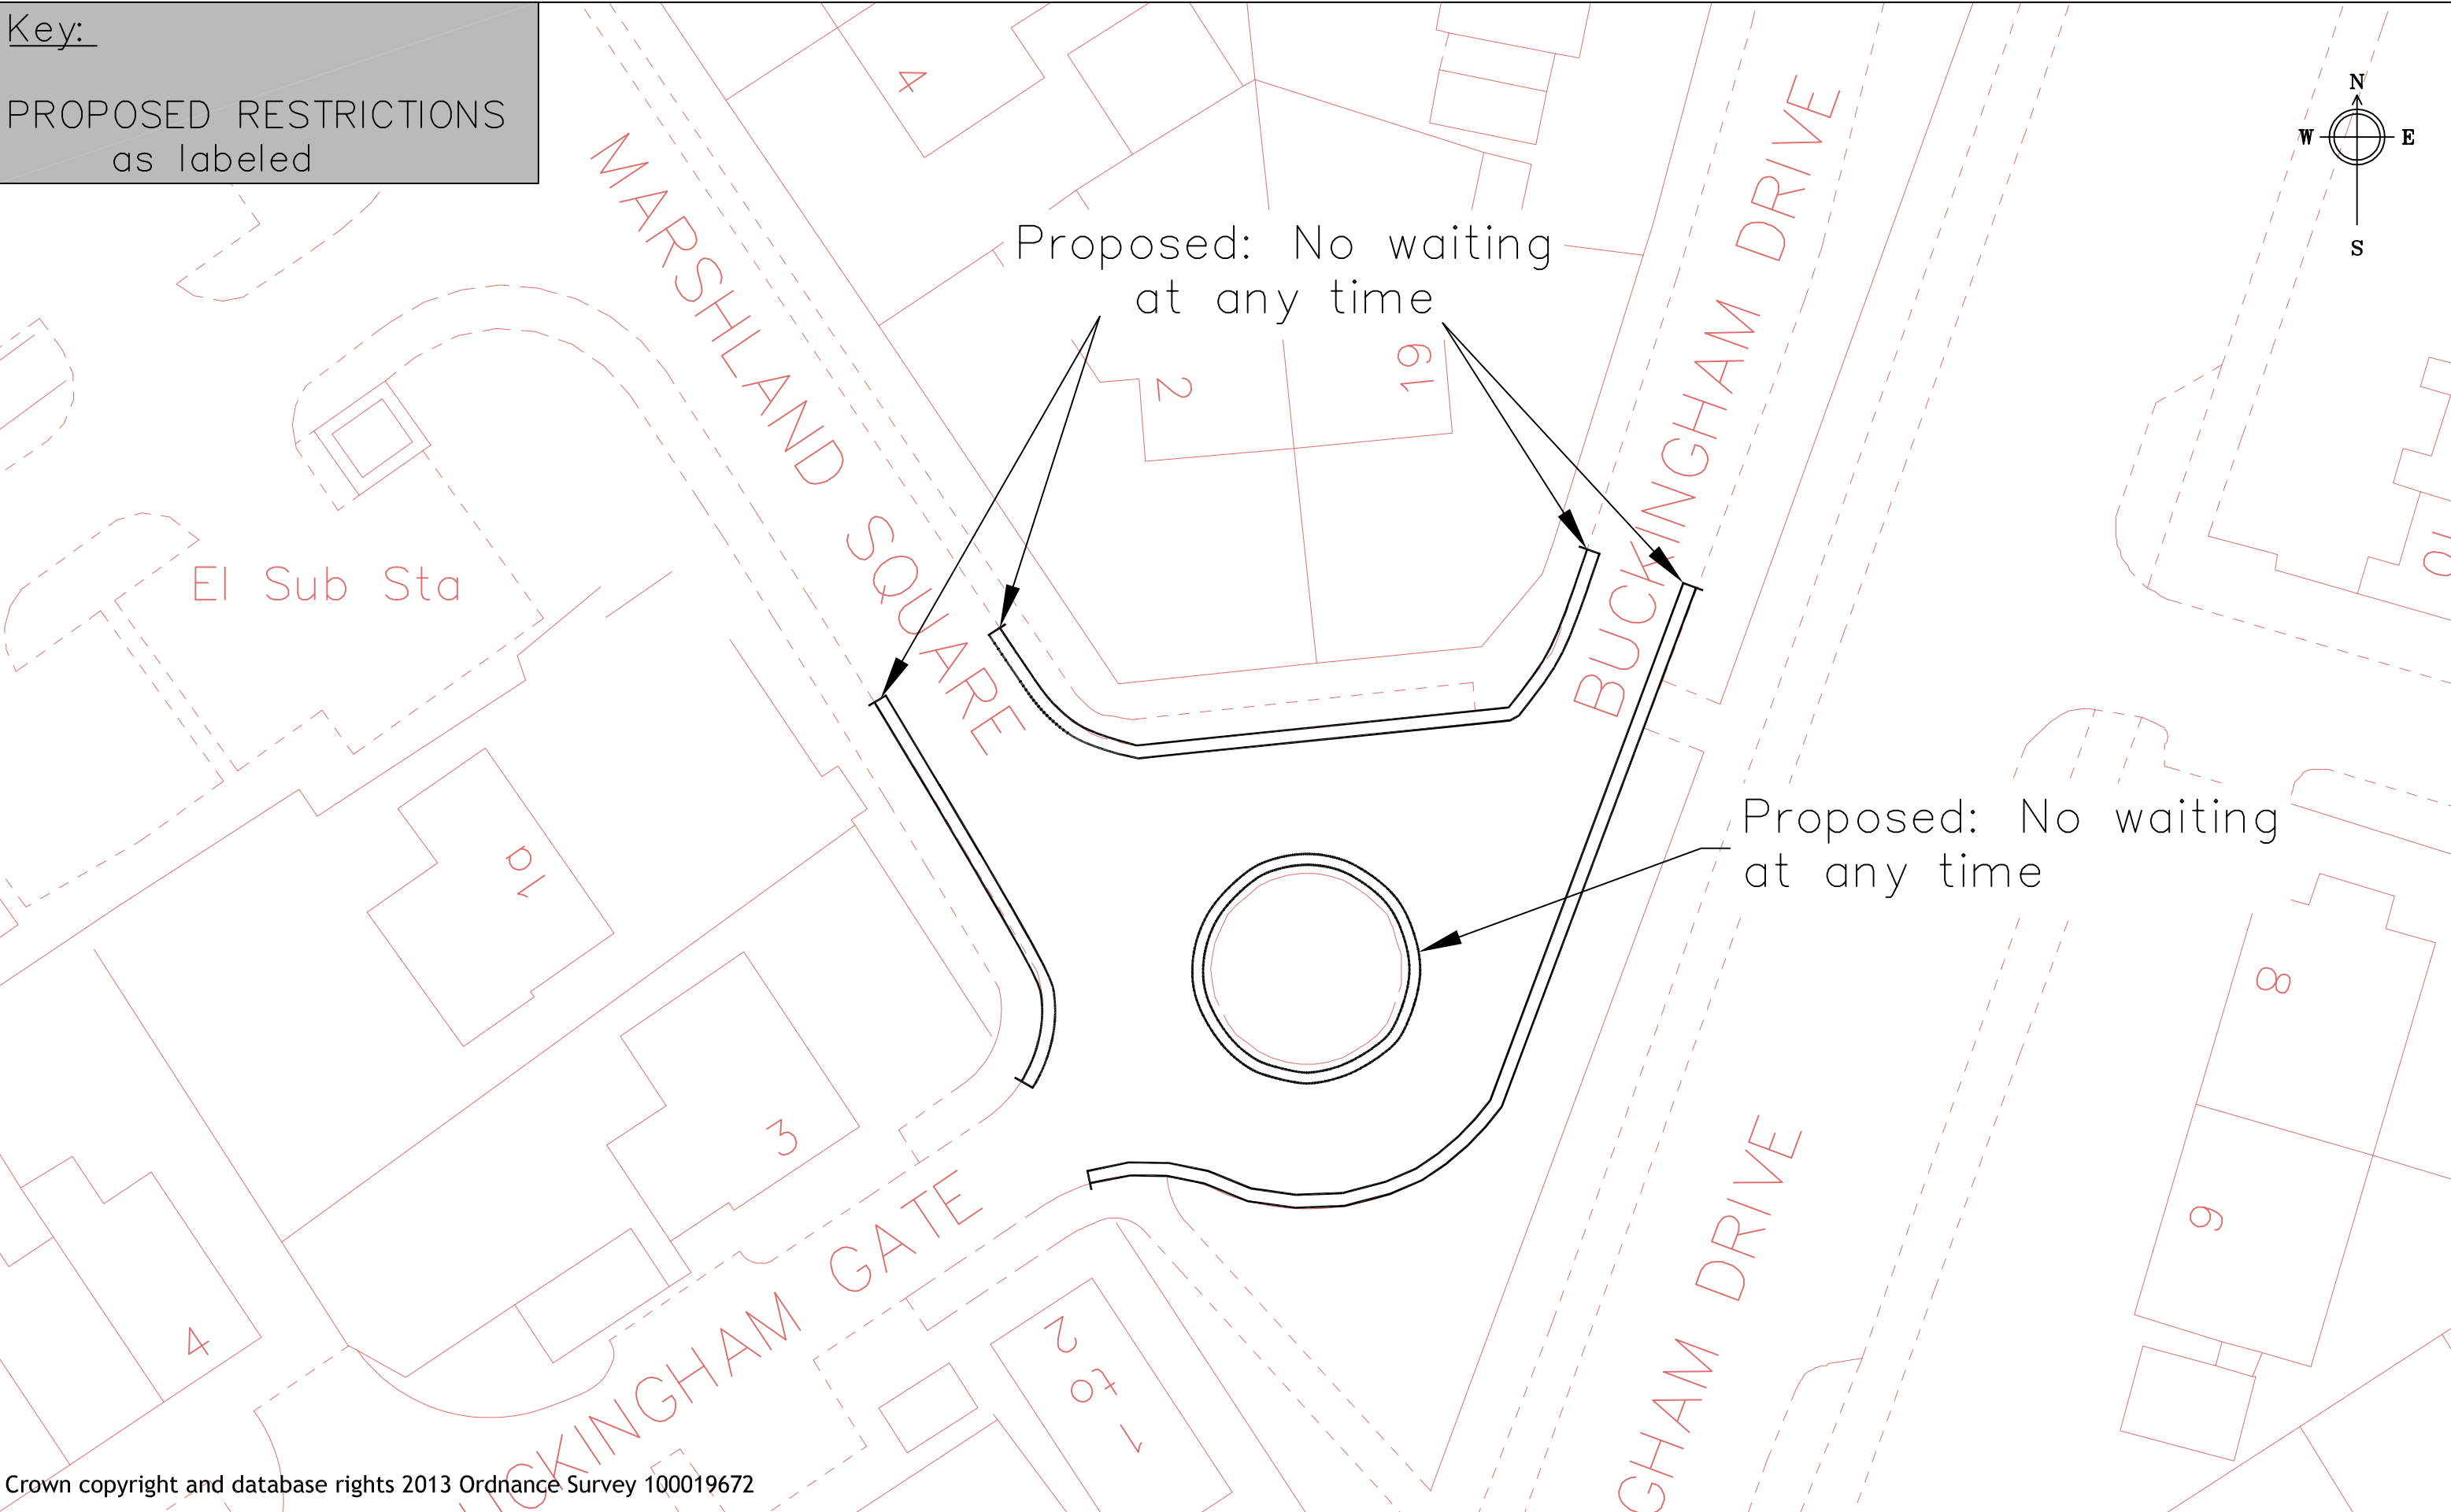 Key:
PROPOSED RESTRICTIONS
as labeled
N
W
E
S
4
MARSHLAND SQUARE
BUCKINGHAM DRIVE
Proposed: No waiting
at any time
2
19
El Sub Sta
Proposed: No waiting
at any time
1a
3
8
9
4
BUCKINGHAM GATE
1 to 2
GHAM DRIVE
Crown copyright and database rights 2013 Ordnance Survey 100019672